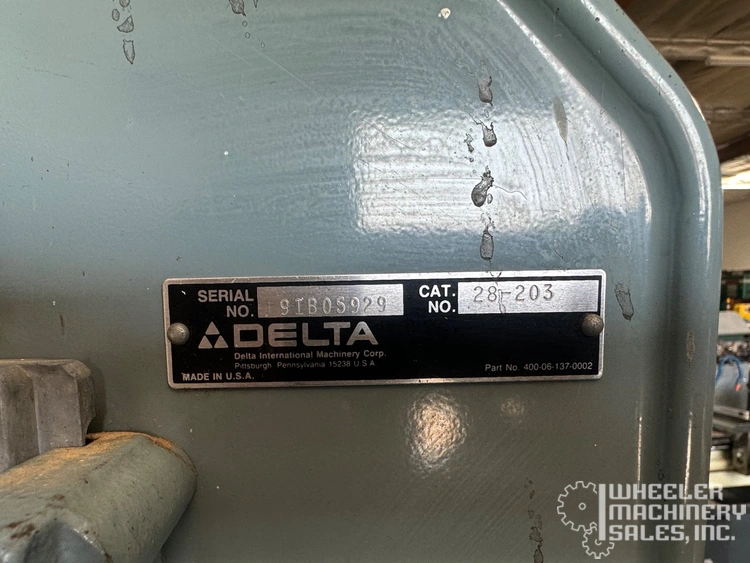 SERIAL NO. 91B05929
CAT. NO. 28-203
DELTA
Delta International Machinery Corp.
Pittsburgh, Pennsylvania 15238 U.S.A.
MADE IN U.S.A.
Part No. 400-06-137-0002
WHEELER
MACHINERY
SALES, INC.